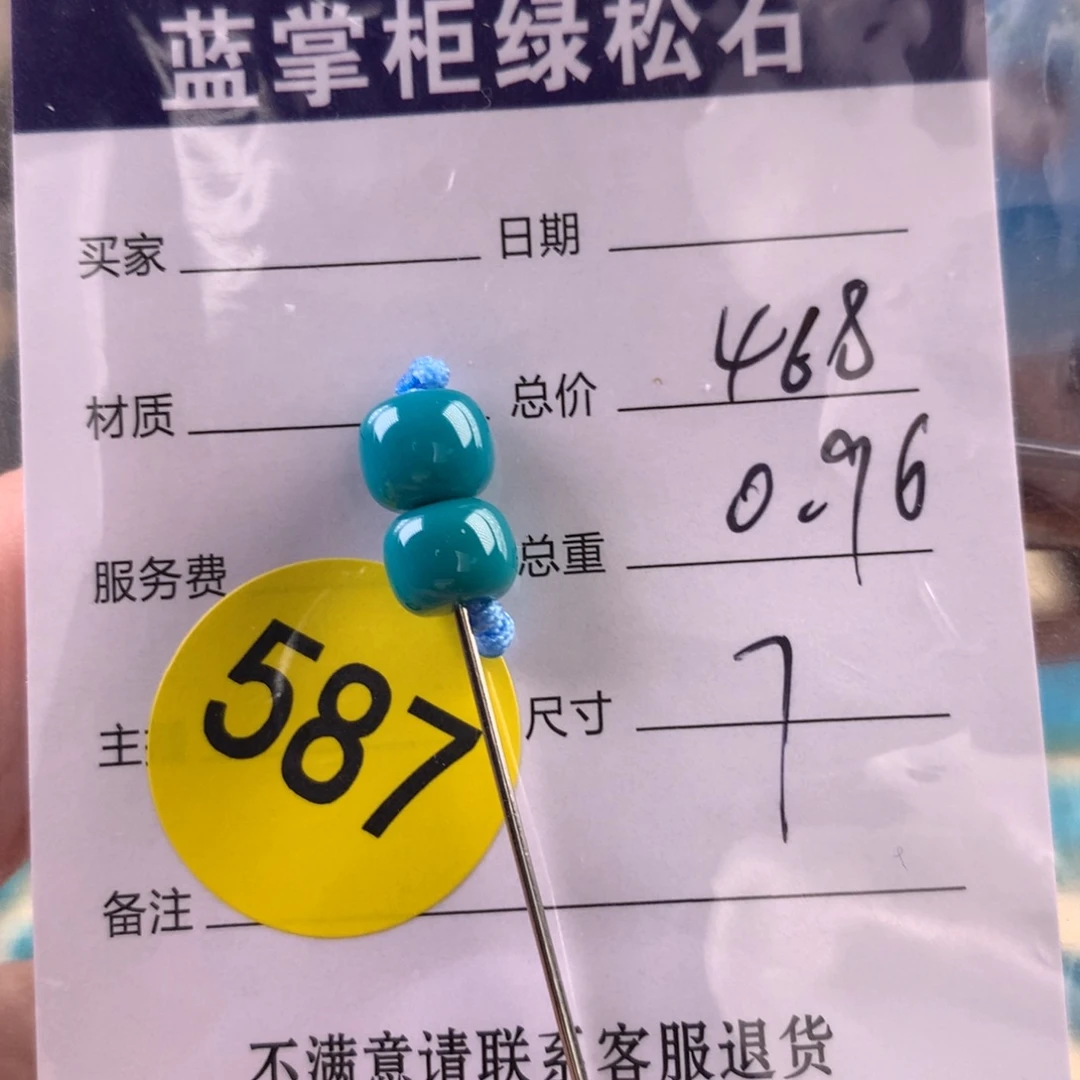 蓝掌柜绿松石
买家 日期
材质 总价 468
服务费 总重 0.96
587
主 尺寸 7
备注
不满意请联系客服退货